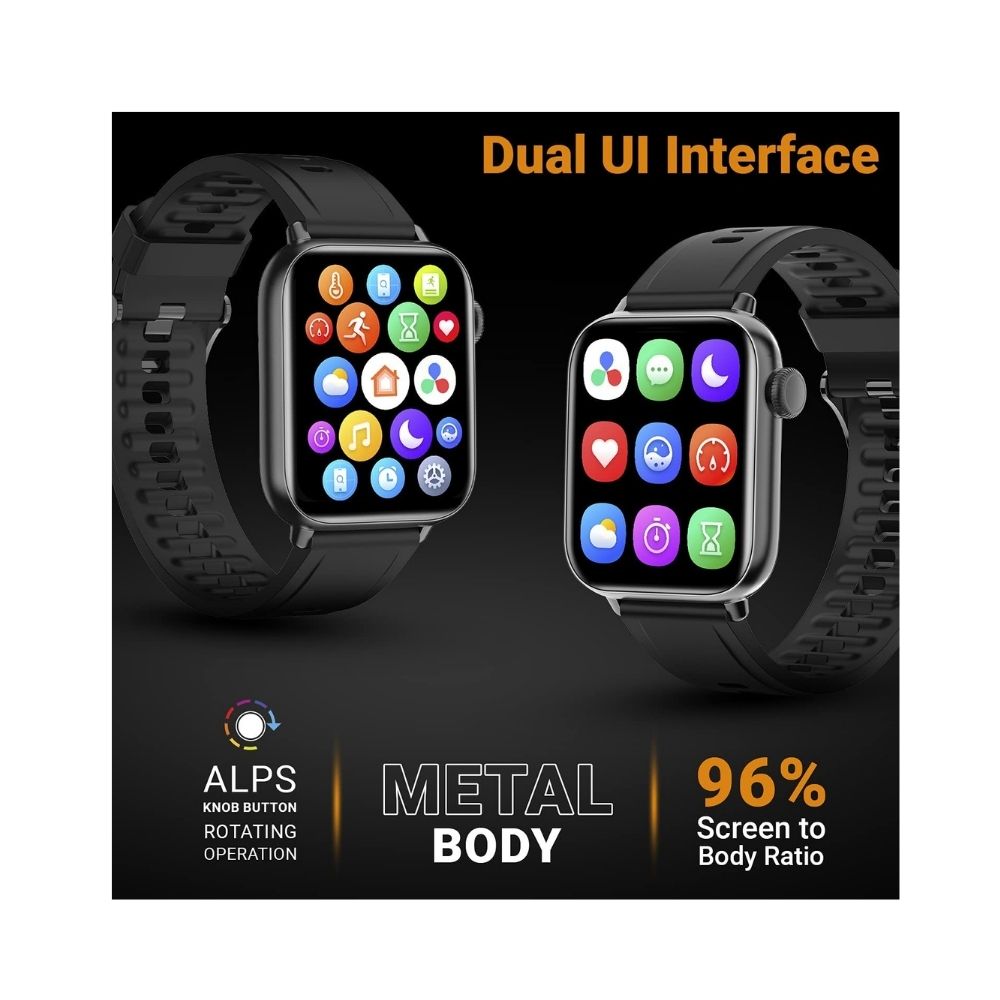 Dual UI Interface
ALPS
KNOB BUTTON
ROTATING
OPERATION
METAL
BODY
96%
Screen to
Body Ratio